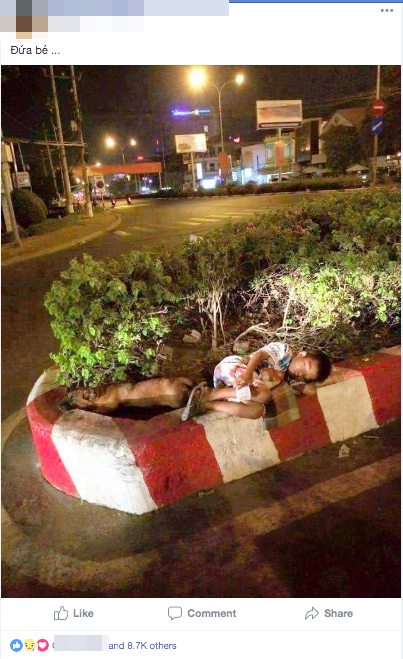 Đứa bé ...
Like Comment Share
and 8.7K others